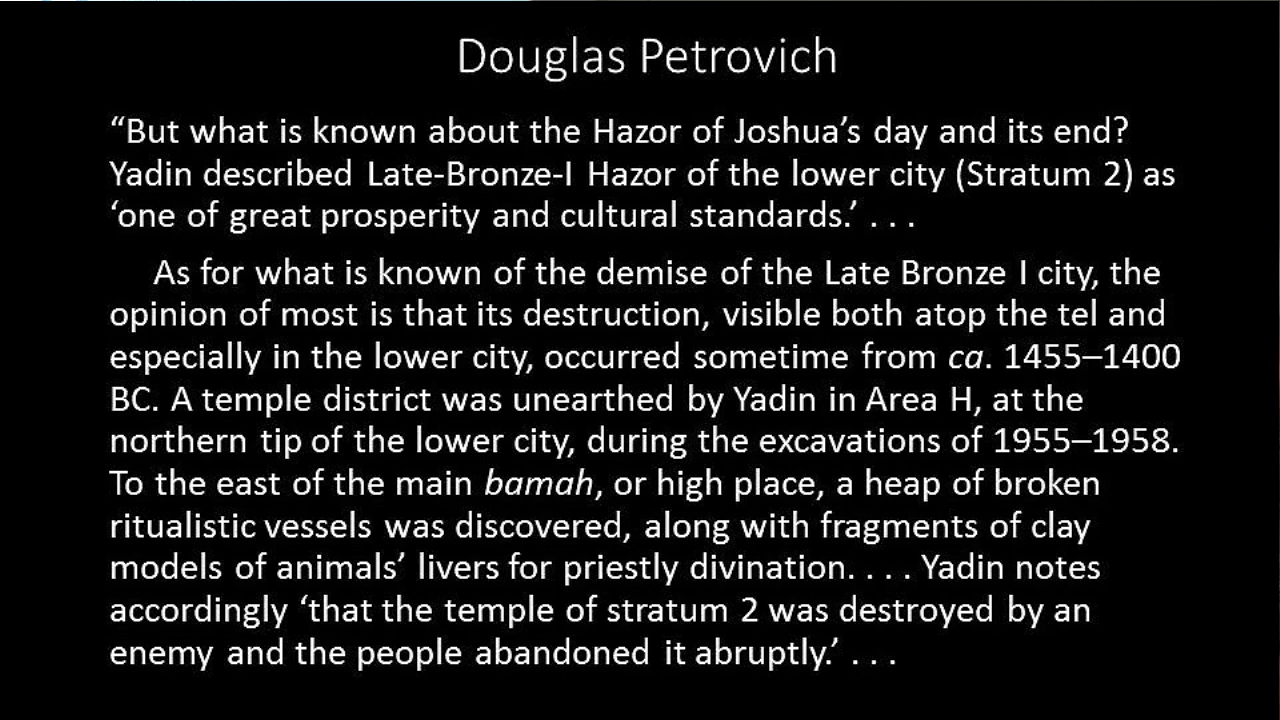 Douglas Petrovich
“But what is known about the Hazor of Joshua’s day and its end?
Yadin described Late-Bronze-I Hazor of the lower city (Stratum 2) as
‘one of great prosperity and cultural standards.’ . . .
As for what is known of the demise of the Late Bronze I city, the
opinion of most is that its destruction, visible both atop the tel and
especially in the lower city, occurred sometime from ca. 1455–1400
BC. A temple district was unearthed by Yadin in Area H, at the
northern tip of the lower city, during the excavations of 1955–1958.
To the east of the main bamah, or high place, a heap of broken
ritualistic vessels was discovered, along with fragments of clay
models of animals’ livers for priestly divination. . . . Yadin notes
accordingly ‘that the temple of stratum 2 was destroyed by an
enemy and the people abandoned it abruptly.’ . . .